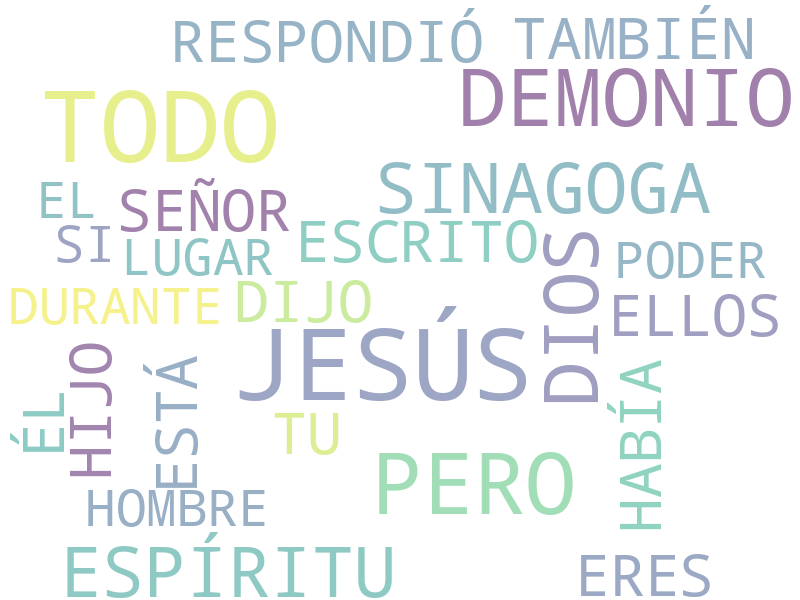 RESPONDIÓ TAMBIÉN
DEMONIO
TODO
SINAGOGA
EL SEÑOR
ESCRITO
SI LUGAR
DIOS
PODER
DURANTE DIJO
ELLOS
JESÚS
HIJO
ESTÁ
HABÍA
ÉL
TU
PERO
HOMBRE
ESPÍRITU
ERES